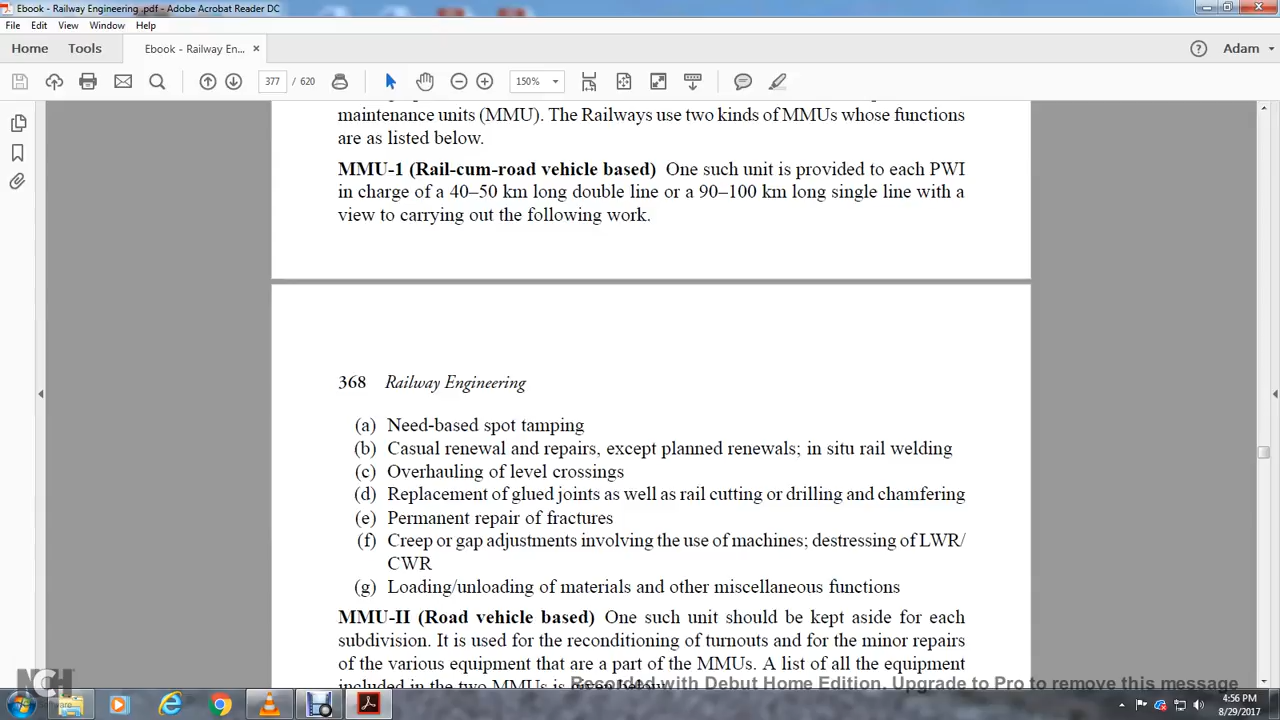 Ebook - Railway Engineering .pdf - Adobe Acrobat Reader DC
File Edit View Window Help
Home Tools Ebook - Railway En... × Adam
377 / 620 150%
maintenance units (MMU). The Railways use two kinds of MMUs whose functions
are as listed below.
MMU-1 (Rail-cum-road vehicle based) One such unit is provided to each PWI
in charge of a 40–50 km long double line or a 90–100 km long single line with a
view to carrying out the following work.
368 Railway Engineering
(a) Need-based spot tamping
(b) Casual renewal and repairs, except planned renewals; in situ rail welding
(c) Overhauling of level crossings
(d) Replacement of glued joints as well as rail cutting or drilling and chamfering
(e) Permanent repair of fractures
(f) Creep or gap adjustments involving the use of machines; destressing of LWR/
CWR
(g) Loading/unloading of materials and other miscellaneous functions
MMU-II (Road vehicle based) One such unit should be kept aside for each
subdivision. It is used for the reconditioning of turnouts and for the minor repairs
of the various equipment that are a part of the MMUs. A list of all the equipment
included in the two MMUs is given below.
Recorded with Debut Home Edition. Upgrade to Pro to remove this message
NCH
4:56 PM
8/29/2017